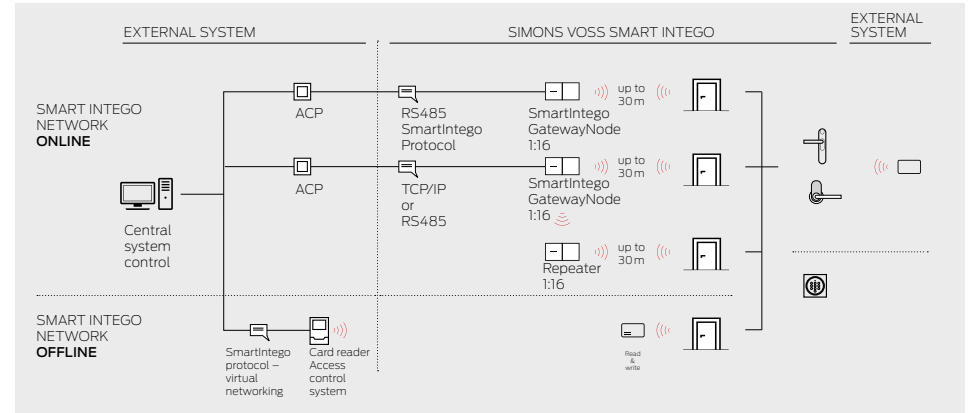 EXTERNAL SYSTEM
SIMONS VOSS SMART INTEGO
EXTERNAL
SYSTEM
SMART INTEGO
NETWORK
ONLINE
ACP
RS485
SmartIntego
Protocol
SmartIntego
GatewayNode
1:16
up to
30 m
ACP
TCP/IP
or
RS485
SmartIntego
GatewayNode
1:16
up to
30 m
Central
system
control
Repeater
1:16
up to
30 m
SMART INTEGO
NETWORK
OFFLINE
SmartIntego
protocol –
virtual
networking
Card reader
Access
control
system
Read
&
write